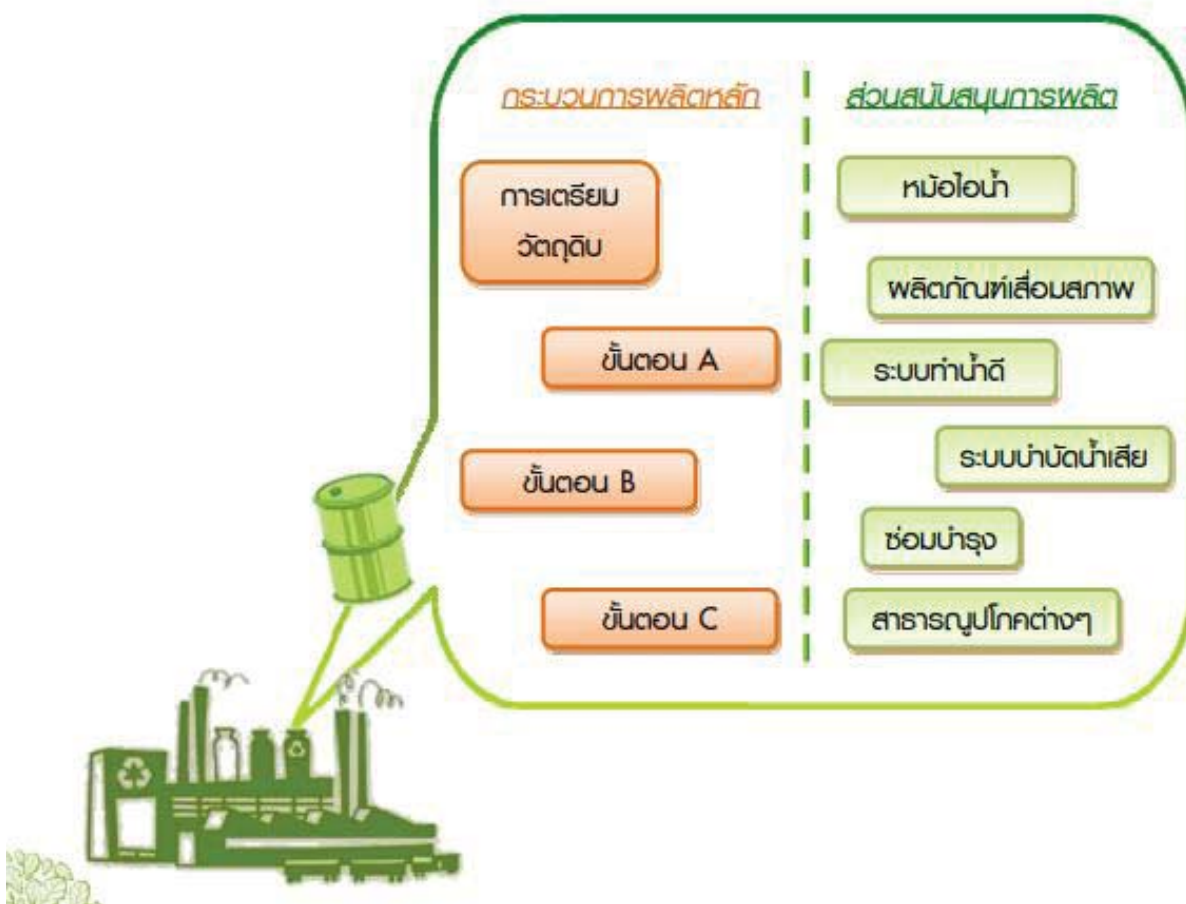 กระบวนการผลิตหลัก
การเตรียม
วัตถุดิบ
ขั้นตอน A
ขั้นตอน B
ขั้นตอน C
ส่วนสนับสนุนการผลิต
หม้อไอน้ำ
ผลิตภัณฑ์เสื่อมสภาพ
ระบบทำน้ำดี
ระบบบำบัดน้ำเสีย
ซ่อมบำรุง
สาธารณูปโภคต่างๆ